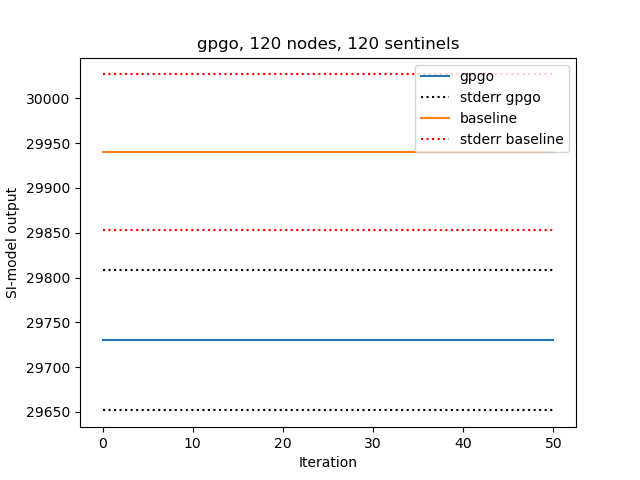 gpgo, 120 nodes, 120 sentinels
gpgo
stderr gpgo
baseline
stderr baseline
SI-model output
30000
29950
29900
29850
29800
29750
29700
29650
0 10 20 30 40 50
Iteration